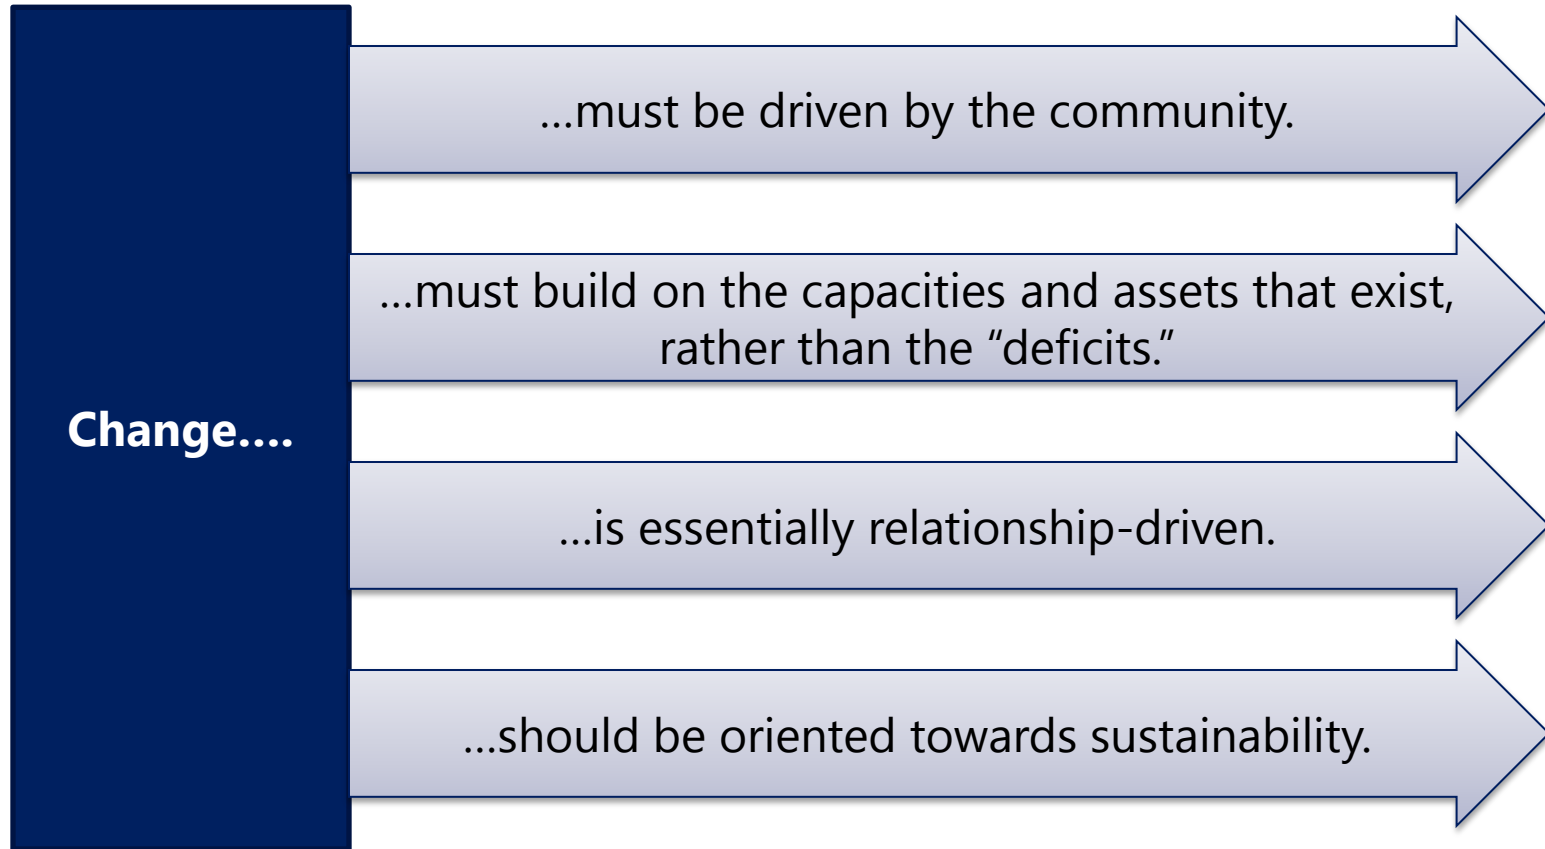 Change....
...must be driven by the community.
...must build on the capacities and assets that exist,
rather than the “deficits.”
...is essentially relationship-driven.
...should be oriented towards sustainability.